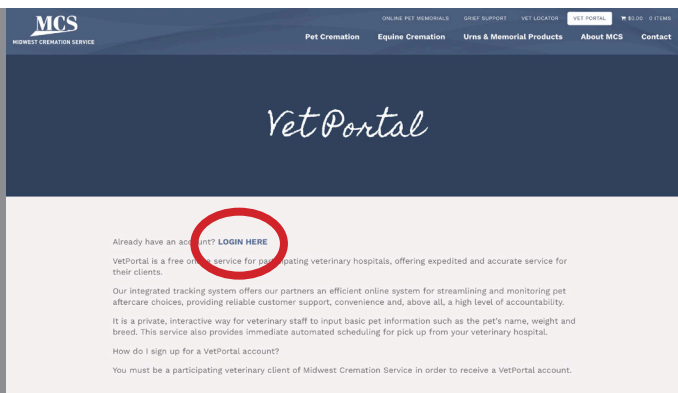 MCS
MIDWEST CREMATION SERVICE
ONLINE PET MEMORIALS GRIEF SUPPORT VET LOCATOR VET PORTAL $0.00 0 ITEMS
Pet Cremation Equine Cremation Urns & Memorial Products About MCS Contact
Vet Portal
Already have an account? LOGIN HERE
VetPortal is a free online service for participating veterinary hospitals, offering expedited and accurate service for
their clients.
Our integrated tracking system offers our partners an efficient online system for streamlining and monitoring pet
aftercare choices, providing reliable customer support, convenience and, above all, a high level of accountability.
It is a private, interactive way for veterinary staff to input basic pet information such as the pet's name, weight and
breed. This service also provides immediate automated scheduling for pick up from your veterinary hospital.
How do I sign up for a VetPortal account?
You must be a participating veterinary client of Midwest Cremation Service in order to receive a VetPortal account.